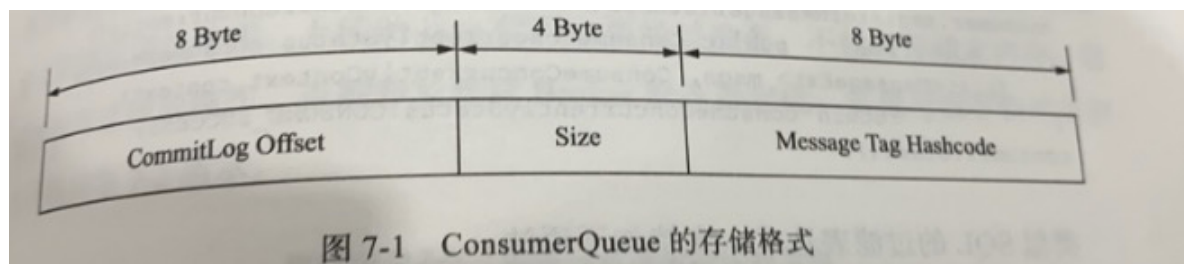 8 Byte 4 Byte 8 Byte
CommitLog Offset Size Message Tag Hashcode
图 7-1 ConsumerQueue 的存储格式